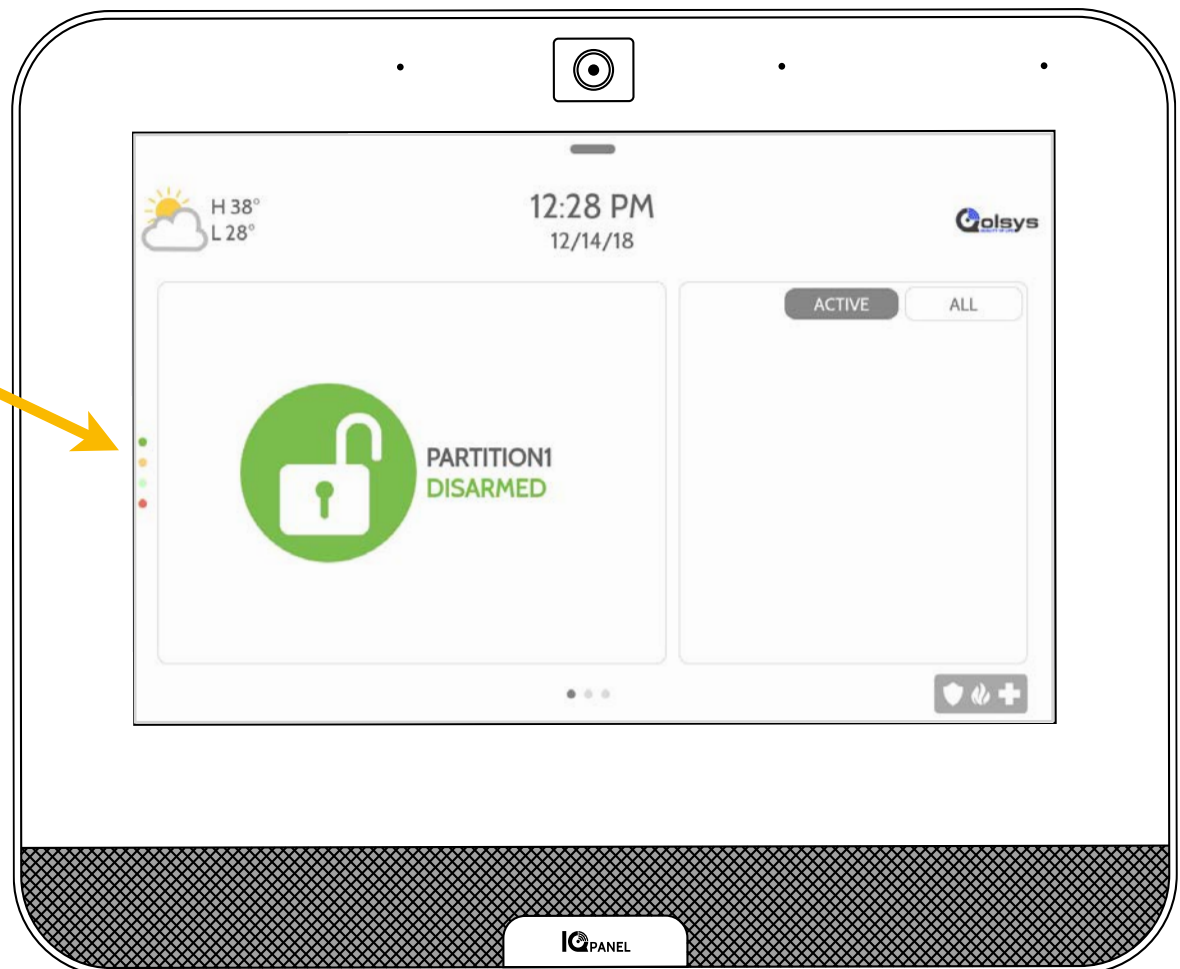 H 38°
L 28°
12:28 PM
12/14/18
Qolsys
ACTIVE
ALL
PARTITION1
DISARMED
IQ PANEL